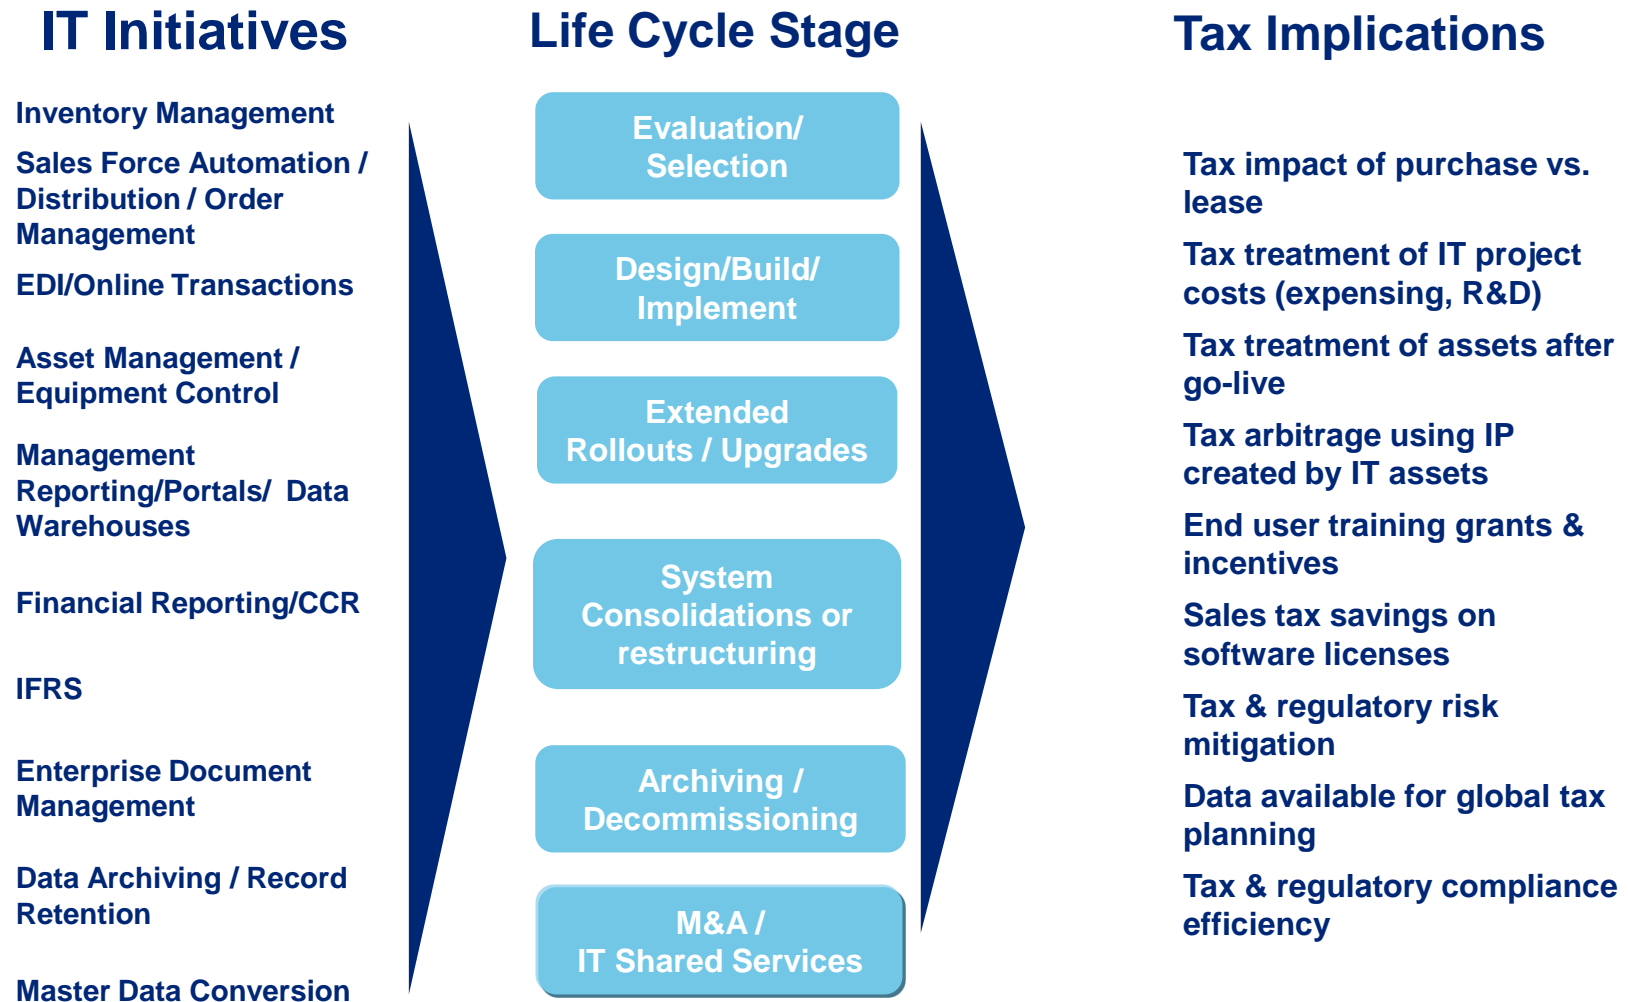 IT Initiatives
Inventory Management
Sales Force Automation /
Distribution / Order
Management
EDI/Online Transactions
Asset Management /
Equipment Control
Management
Reporting/Portals/ Data
Warehouses
Financial Reporting/CCR
IFRS
Enterprise Document
Management
Data Archiving / Record
Retention
Master Data Conversion
Life Cycle Stage
Evaluation/
Selection
Design/Build/
Implement
Extended
Rollouts / Upgrades
System
Consolidations or
restructuring
Archiving /
Decommissioning
M&A /
IT Shared Services
Tax Implications
Tax impact of purchase vs.
lease
Tax treatment of IT project
costs (expensing, R&D)
Tax treatment of assets after
go-live
Tax arbitrage using IP
created by IT assets
End user training grants &
incentives
Sales tax savings on
software licenses
Tax & regulatory risk
mitigation
Data available for global tax
planning
Tax & regulatory compliance
efficiency